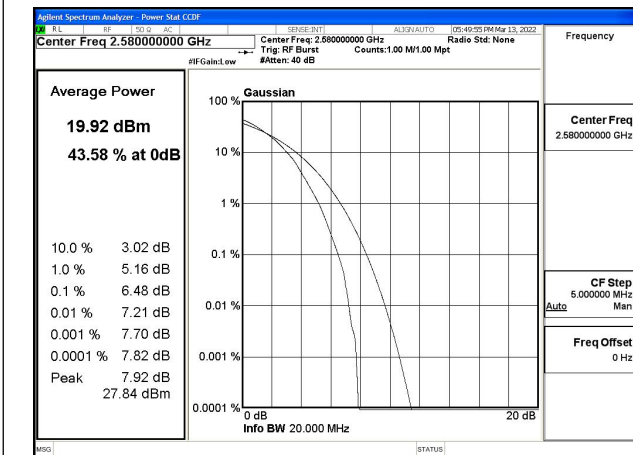 Agilent Spectrum Analyzer - Power Stat CCDF
RL RF 50 Ω AC SENSE:INT ALIGN AUTO 05:49:55 PM Mar 13, 2022
Center Freq 2.580000000 GHz
Center Freq: 2.580000000 GHz Radio Std: None
Trig: RF Burst Counts:1.00 M/1.00 Mpt
#IFGain:Low #Atten: 40 dB
Frequency
Average Power
19.92 dBm
43.58 % at 0dB
10.0 % 3.02 dB
1.0 % 5.16 dB
0.1 % 6.48 dB
0.01 % 7.21 dB
0.001 % 7.70 dB
0.0001 % 7.82 dB
Peak 7.92 dB
27.84 dBm
Gaussian
100 %
10 %
1 %
0.1 %
0.01 %
0.001 %
0.0001 %
0 dB 20 dB
Info BW 20.000 MHz
Center Freq
2.580000000 GHz
CF Step
5.000000 MHz
Auto Man
Freq Offset
0 Hz
MSG STATUS